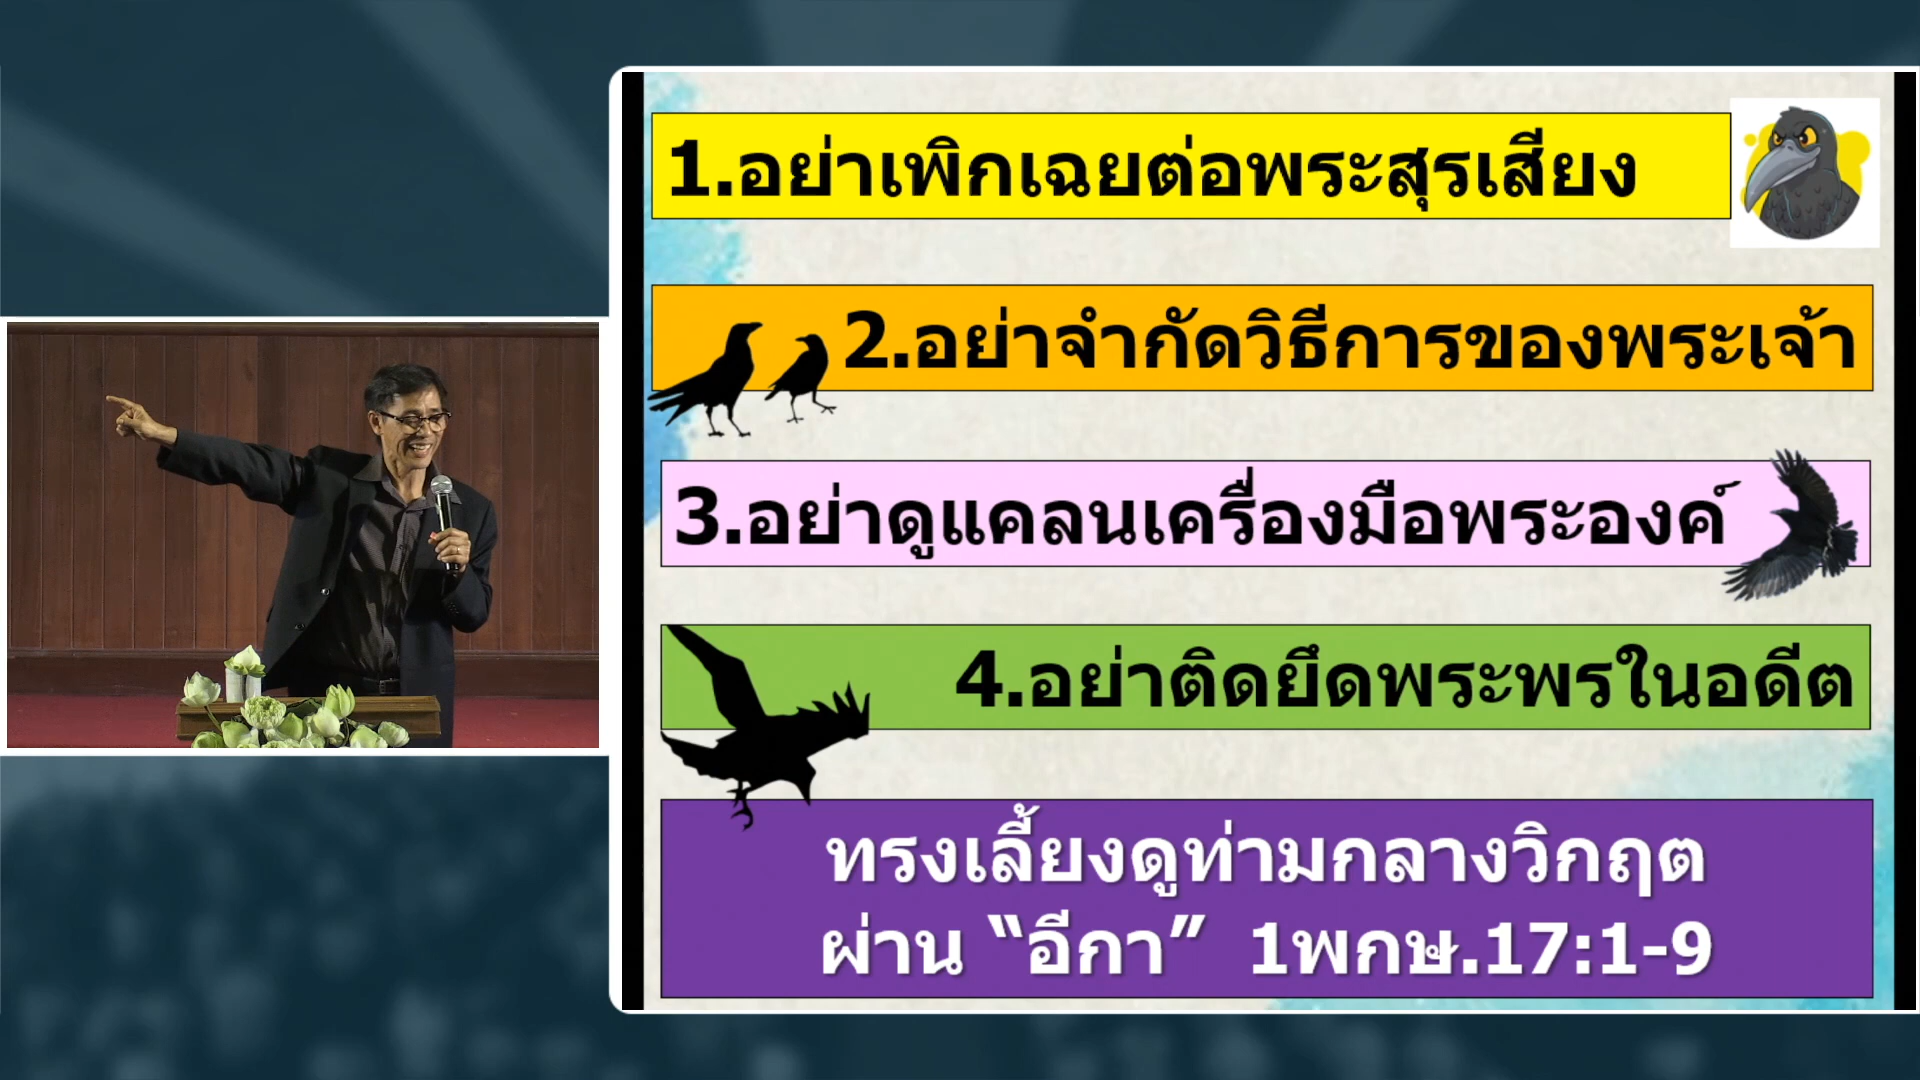 1.อย่าเพิกเฉยต่อพระสุรเสียง
2.อย่าจำกัดวิธีการของพระเจ้า
3.อย่าดูแคลนเครื่องมือพระองค์
4.อย่าติดยึดพระพรในอดีต
ทรงเลี้ยงดูท่ามกลางวิกฤต
ผ่าน “อีกา” 1พกษ.17:1-9